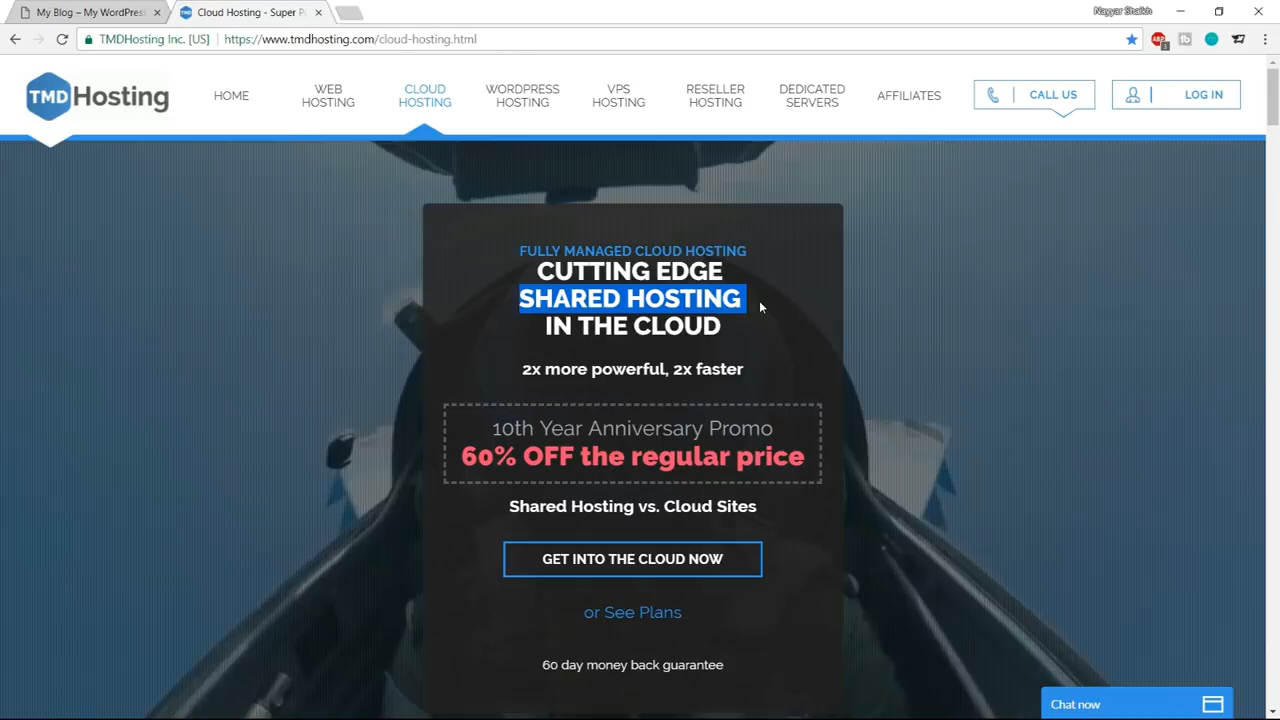 My Blog – My WordPres
Cloud Hosting - Super P
Nayyar Shaikh
TMDHosting Inc. [US]
https://www.tmdhosting.com/cloud-hosting.html
ABP
3
TMDHosting
HOME
WEB
HOSTING
CLOUD
HOSTING
WORDPRESS
HOSTING
VPS
HOSTING
RESELLER
HOSTING
DEDICATED
SERVERS
AFFILIATES
CALL US
LOG IN
FULLY MANAGED CLOUD HOSTING
CUTTING EDGE
SHARED HOSTING
IN THE CLOUD
2x more powerful, 2x faster
10th Year Anniversary Promo
60% OFF the regular price
Shared Hosting vs. Cloud Sites
GET INTO THE CLOUD NOW
or See Plans
60 day money back guarantee
Chat now